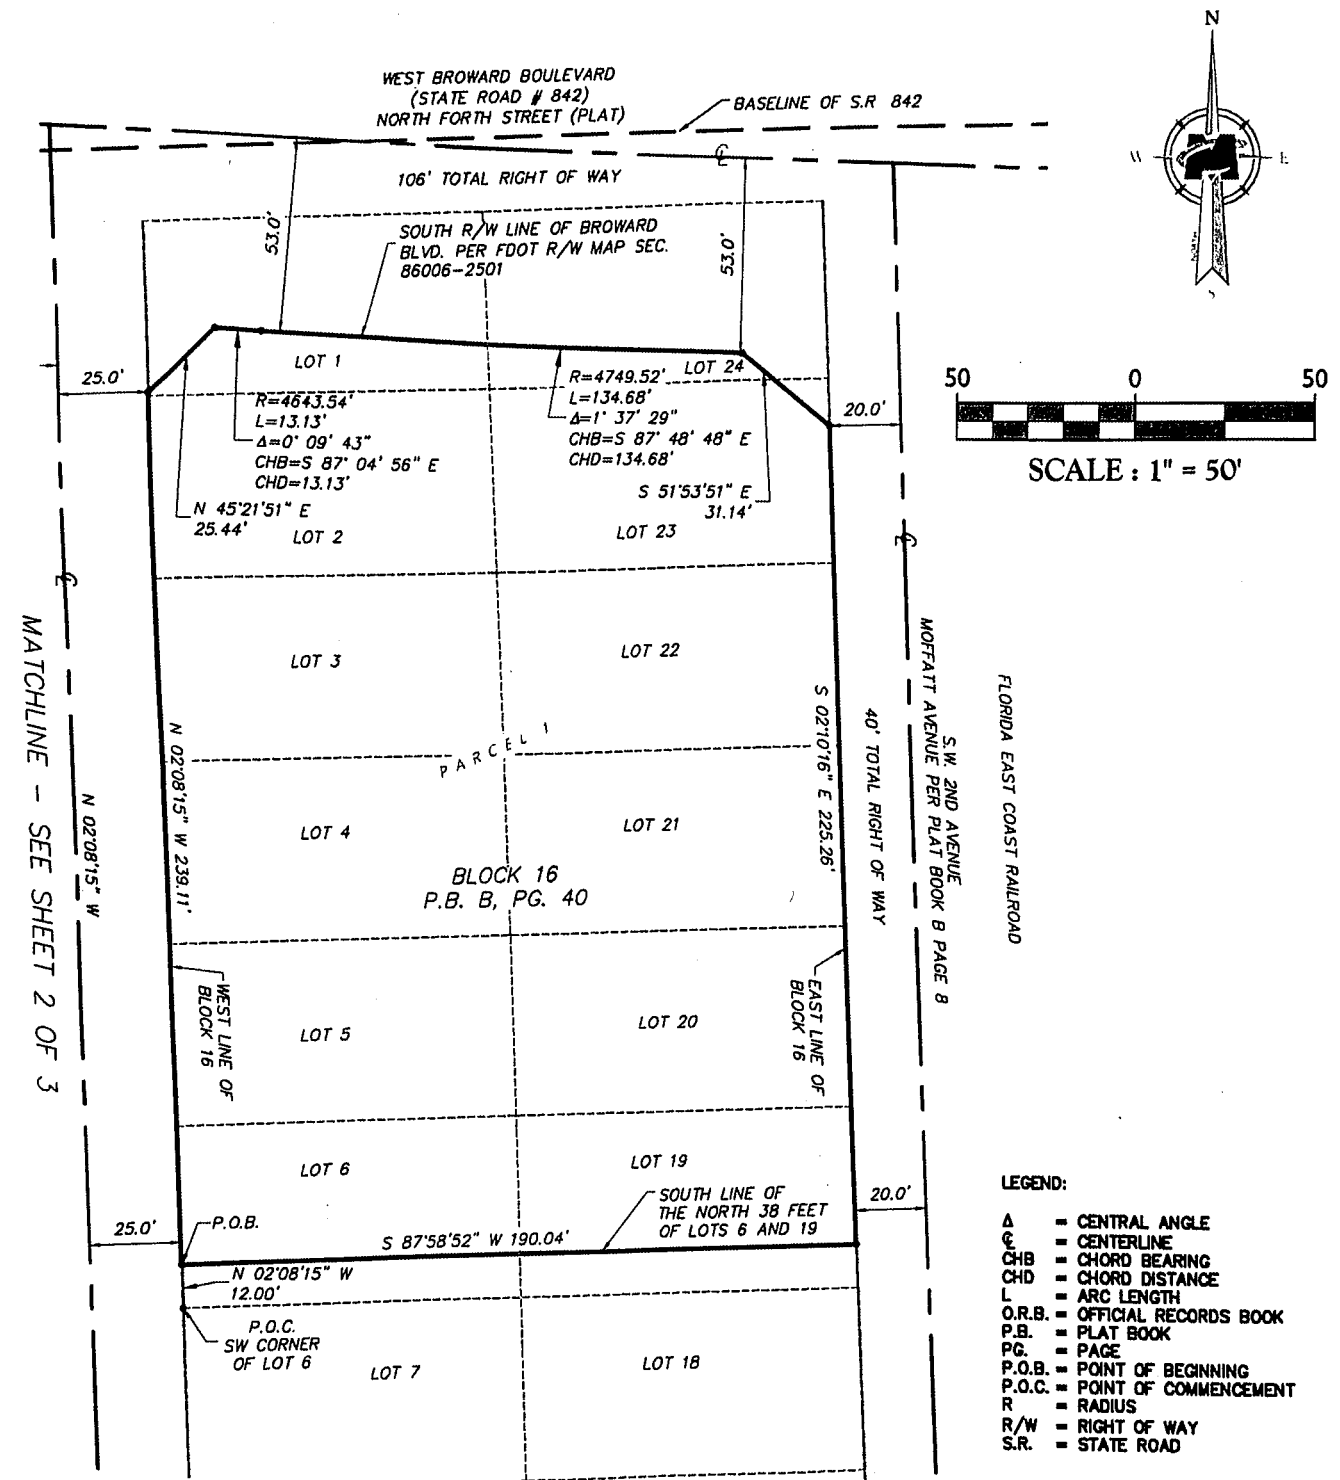 N
W
E
S
NORTH
WEST BROWARD BOULEVARD
(STATE ROAD # 842)
NORTH FORTH STREET (PLAT)
BASELINE OF S.R 842
106' TOTAL RIGHT OF WAY
53.0'
53.0'
SOUTH R/W LINE OF BROWARD
BLVD. PER FDOT R/W MAP SEC.
86006-2501
LOT 1
LOT 24
25.0'
20.0'
R=4643.54'
L=13.13'
Δ=0° 09' 43"
CHB=S 87° 04' 56" E
CHD=13.13'
R=4749.52'
L=134.68'
Δ=1° 37' 29"
CHB=S 87° 48' 48" E
CHD=134.68'
N 45°21'51" E
25.44'
S 51°53'51" E
31.14'
50 0 50
SCALE : 1" = 50'
LOT 2
LOT 23
LOT 3
LOT 22
PARCEL 1
LOT 4
LOT 21
BLOCK 16
P.B. B, PG. 40
LOT 5
LOT 20
LOT 6
LOT 19
MATCHLINE - SEE SHEET 2 OF 3
N 02°08'15" W
N 02°08'15" W 239.11'
S 02°10'16" E 225.26'
40' TOTAL RIGHT OF WAY
S.W. 2ND AVENUE
MOFFATT AVENUE PER PLAT BOOK B PAGE 8
FLORIDA EAST COAST RAILROAD
WEST LINE OF
BLOCK 16
EAST LINE OF
BLOCK 16
SOUTH LINE OF
THE NORTH 38 FEET
OF LOTS 6 AND 19
20.0'
25.0'
P.O.B.
S 87°58'52" W 190.04'
N 02°08'15" W
12.00'
P.O.C.
SW CORNER
OF LOT 6
LOT 7
LOT 18
LEGEND:
Δ = CENTRAL ANGLE
℄ = CENTERLINE
CHB = CHORD BEARING
CHD = CHORD DISTANCE
L = ARC LENGTH
O.R.B. = OFFICIAL RECORDS BOOK
P.B. = PLAT BOOK
PG. = PAGE
P.O.B. = POINT OF BEGINNING
P.O.C. = POINT OF COMMENCEMENT
R = RADIUS
R/W = RIGHT OF WAY
S.R. = STATE ROAD